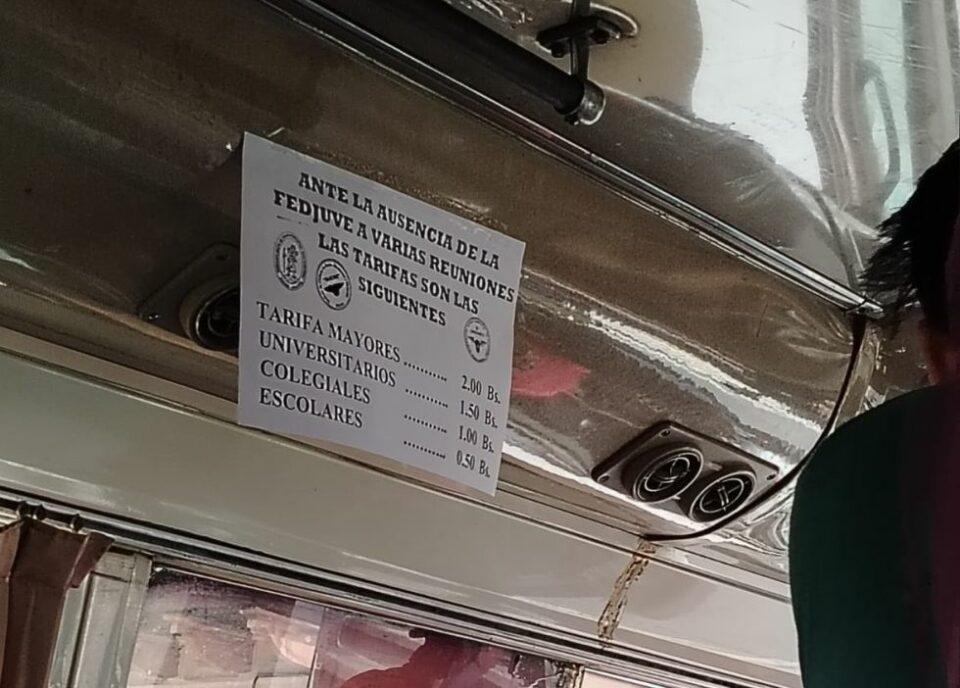 ANTE LA AUSENCIA DE LA
FEDJUVE A VARIAS REUNIONES
LAS TARIFAS SON LAS
SIGUIENTES
TARIFA MAYORES .......... 2.00 Bs.
UNIVERSITARIOS .......... 1.50 Bs.
COLEGIALES .......... 1.00 Bs.
ESCOLARES .......... 0.50 Bs.